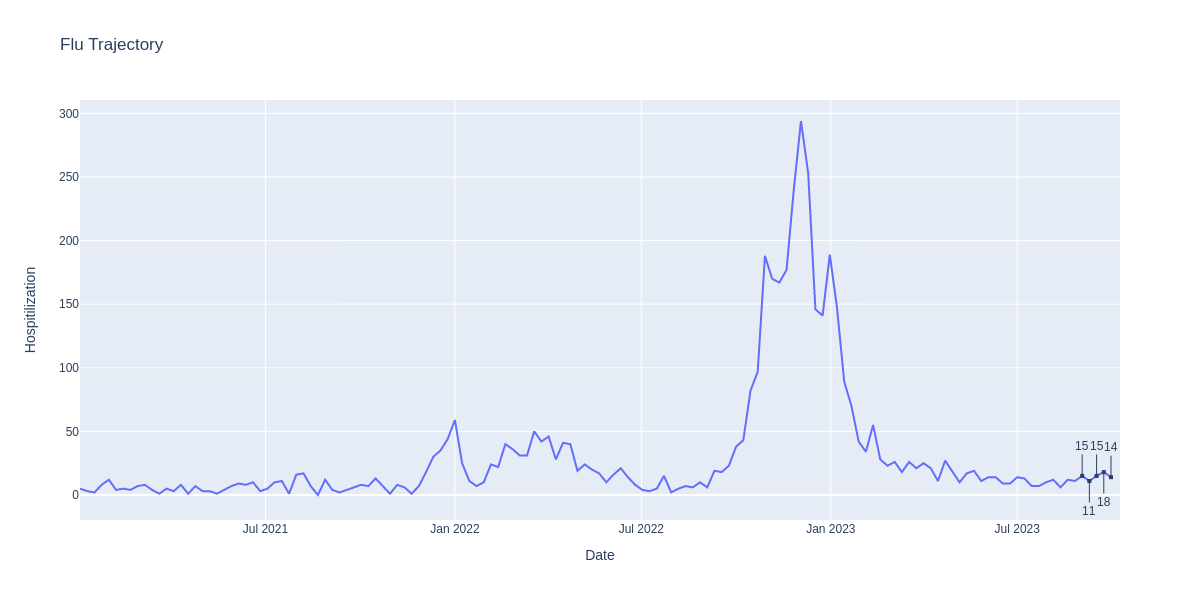 Flu Trajectory
Hospitilization
300
250
200
150
100
50
0
15
15
14
11
18
Jul 2021
Jan 2022
Jul 2022
Jan 2023
Jul 2023
Date